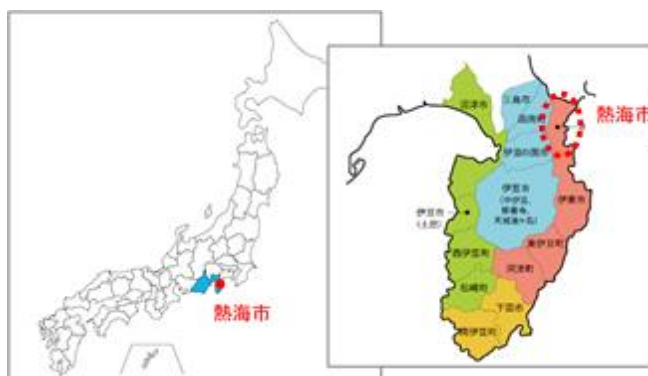 熱海市
熱海市
沼津市
三島市
函南町
伊豆の国市
伊豆市
(中伊豆、
修善寺、
天城湯ヶ島)
伊東市
伊豆市
(土肥)
東伊豆町
西伊豆町
河津町
松崎町
下田市
南伊豆町